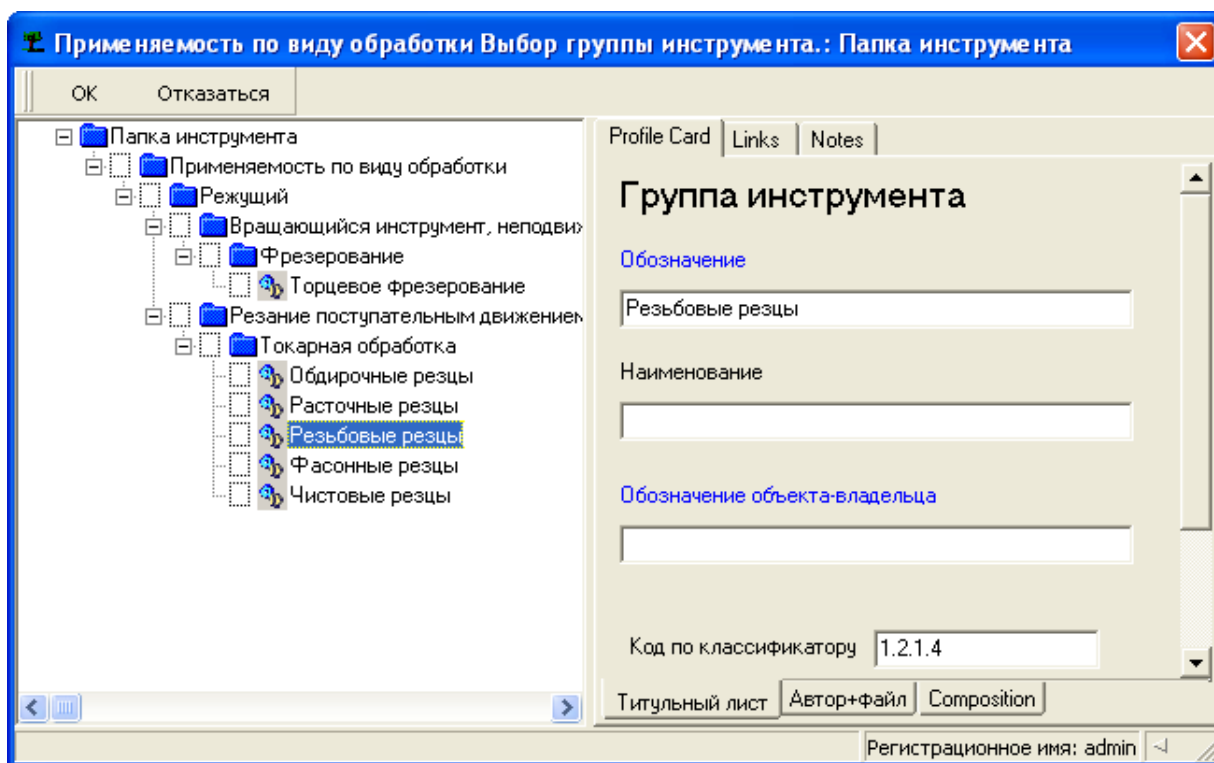 Применяемость по виду обработки Выбор группы инструмента.: Папка инструмента
OK Отказаться
Папка инструмента
Применяемость по виду обработки
Режущий
Вращающийся инструмент, неподвиж
Фрезерование
Торцевое фрезерование
Резание поступательным движением
Токарная обработка
Обдирочные резцы
Расточные резцы
Резьбовые резцы
Фасонные резцы
Чистовые резцы
Profile Card Links Notes
Группа инструмента
Обозначение
Резьбовые резцы
Наименование
Обозначение объекта-владельца
Код по классификатору 1.2.1.4
Титульный лист Автор+файл Composition
Регистрационное имя: admin